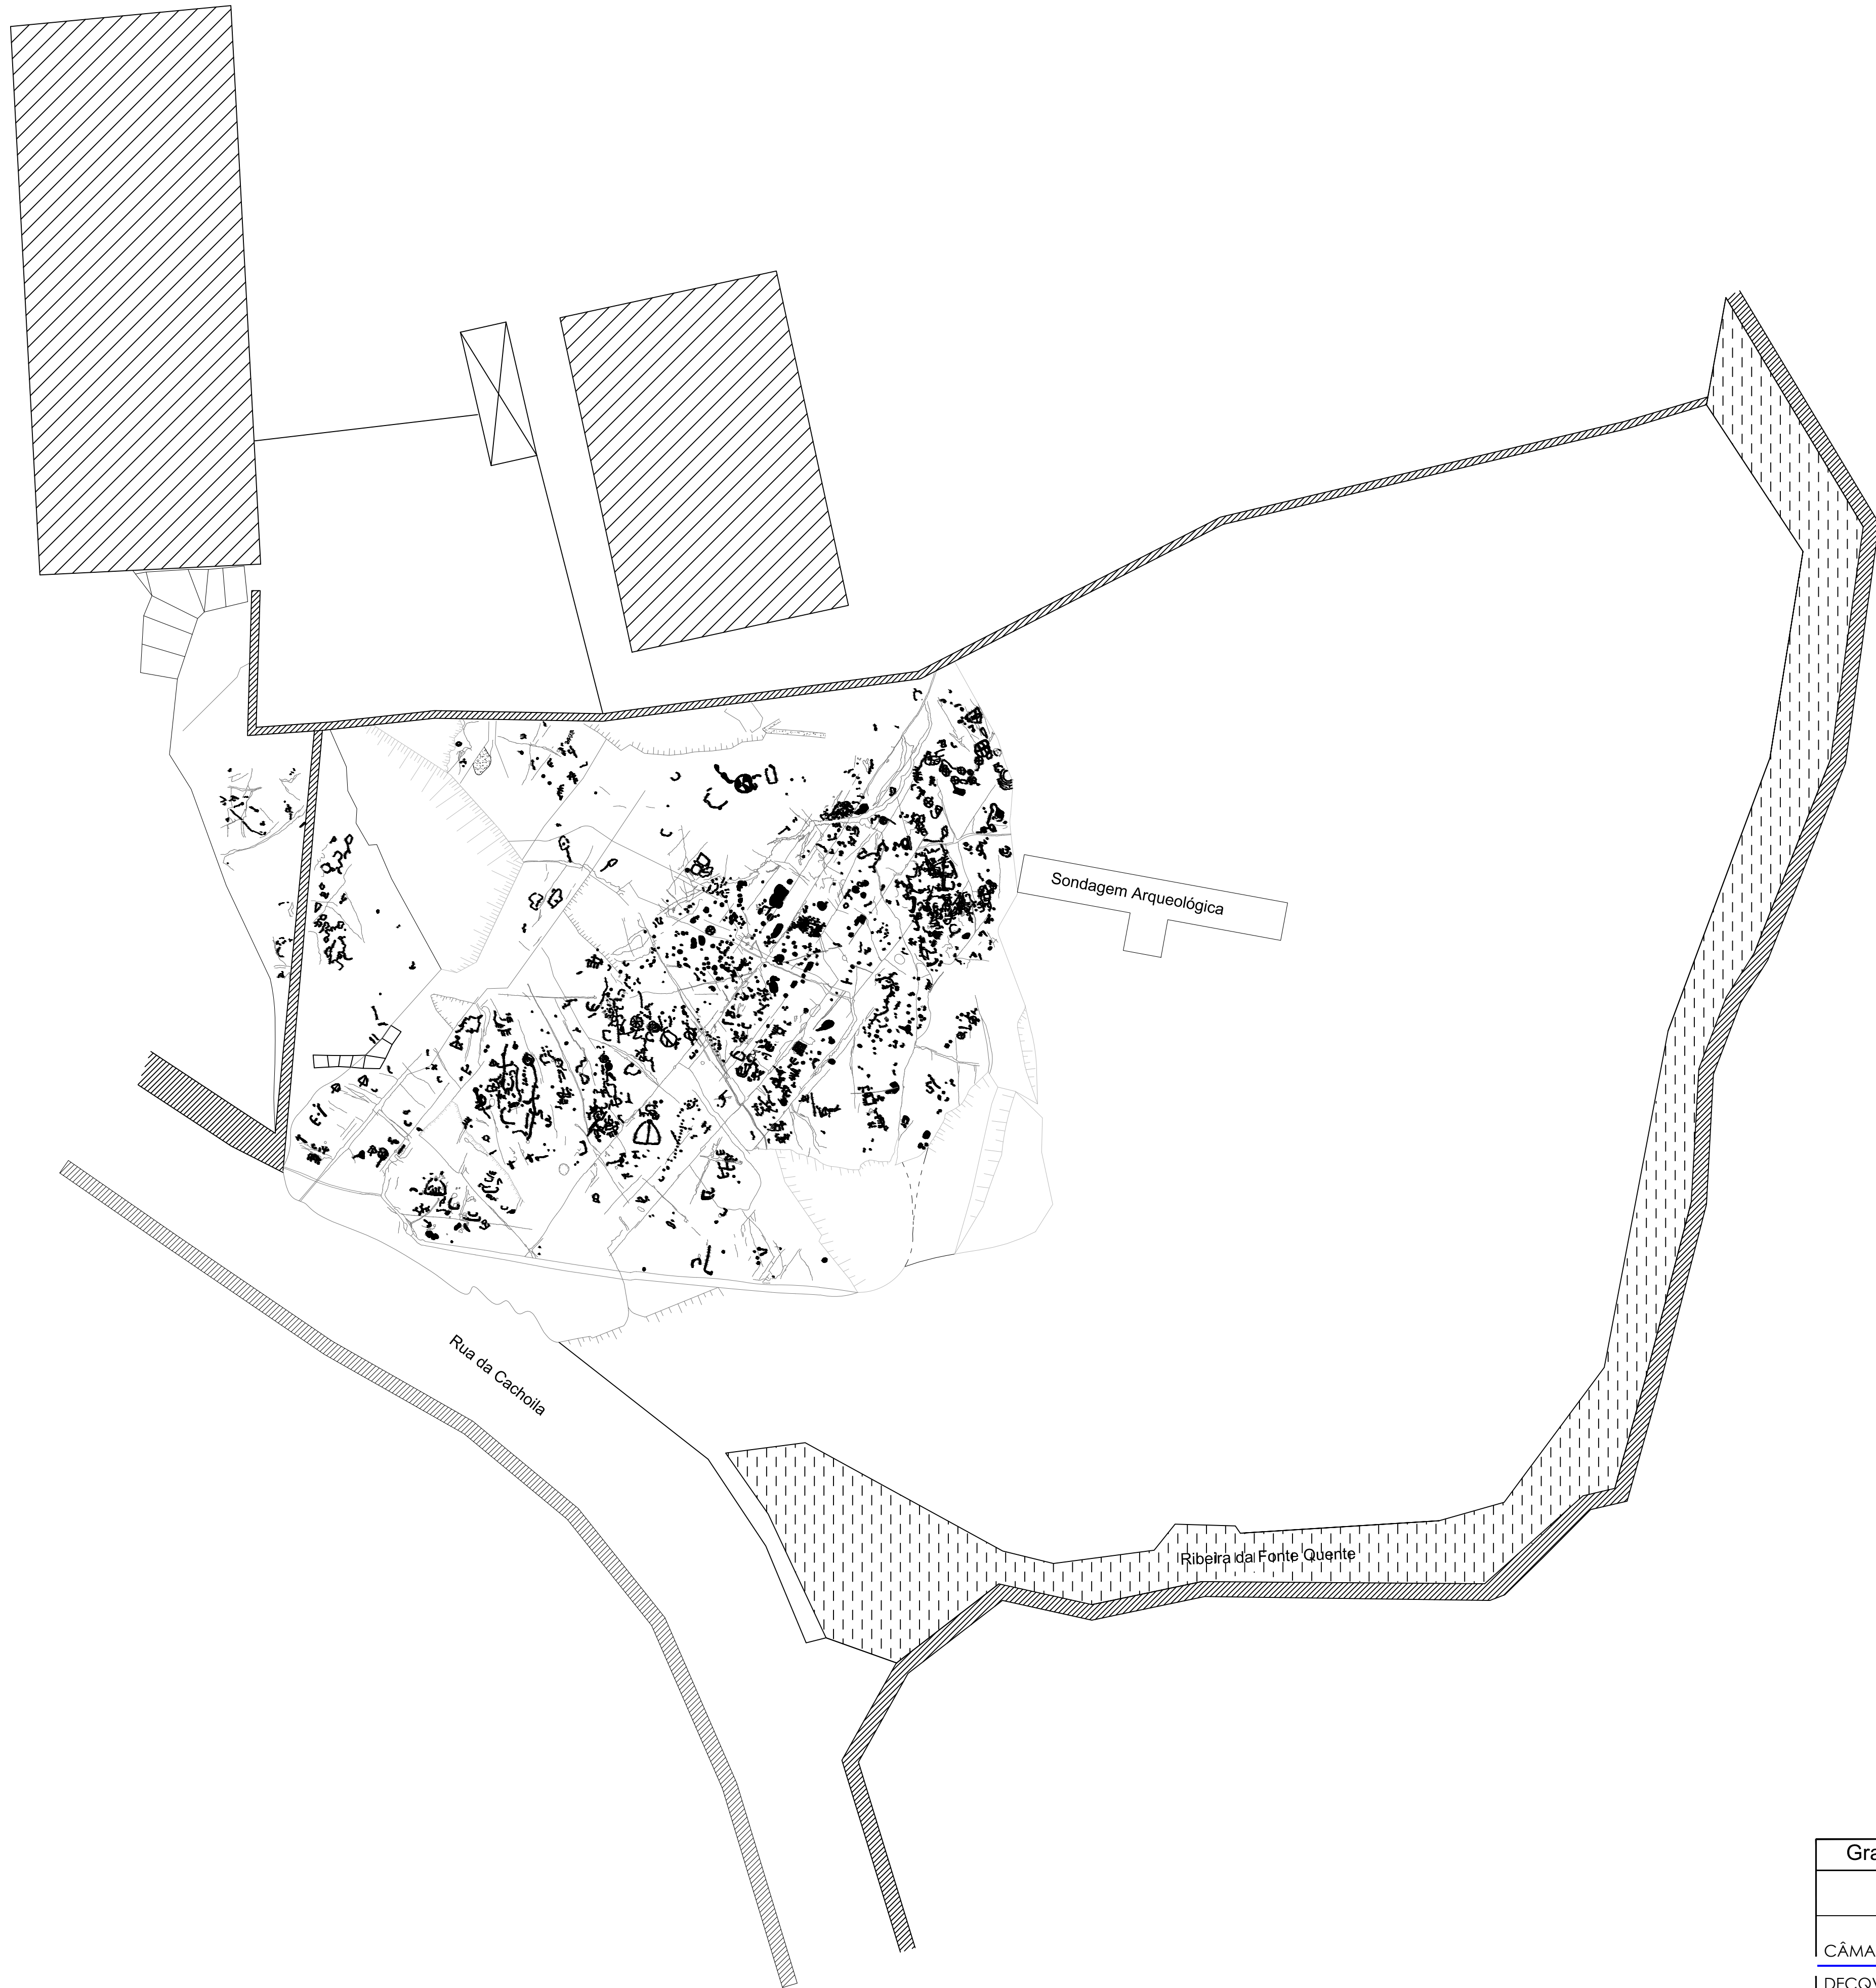 Sondagem Arqueológica
Rua da Cachoila
Ribeira da Fonte Quente
Gra
CÂMA